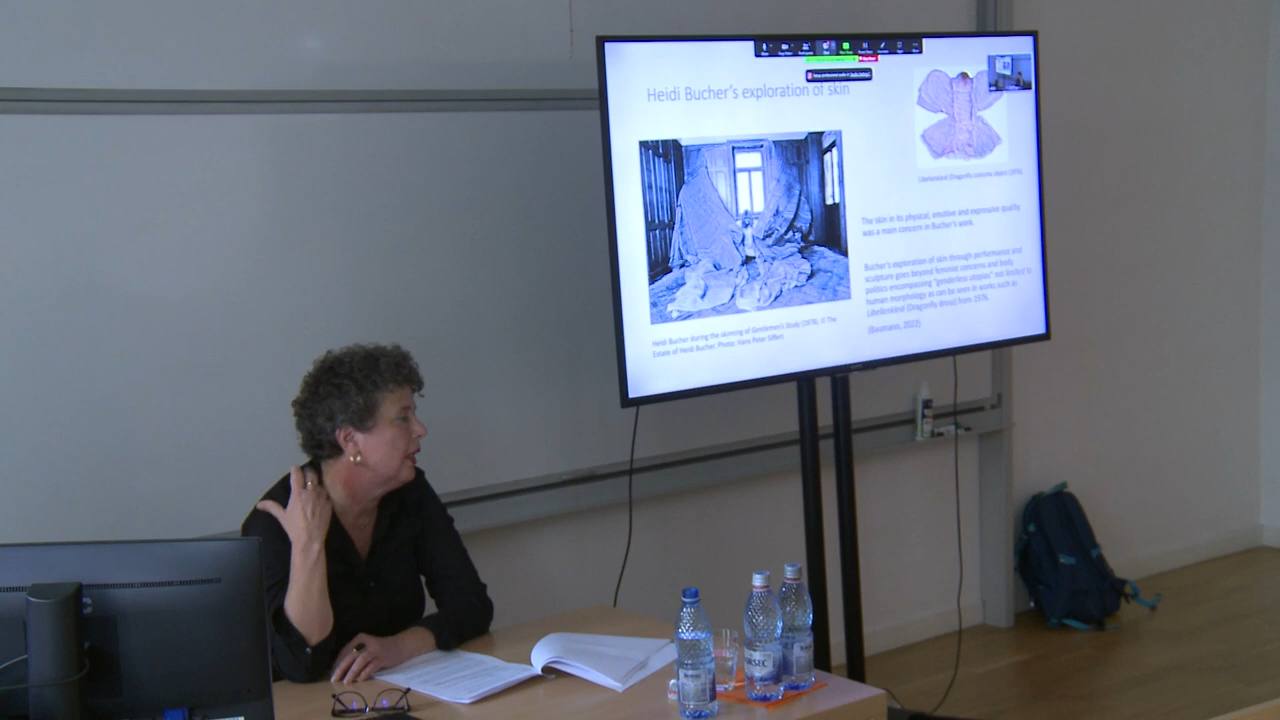 Heidi Bucher's exploration of skin
Libellenkleid (Dragonfly costume object (1976)
Heidi Bucher during the skinning of Gentlemen's Study (1978), © The
Estate of Heidi Bucher. Photo: Hans Peter Siffert
The skin in its physical, emotive and expressive quality
was a main concern in Bucher's work.
Bucher's exploration of skin through performance and
sculpture goes beyond feminist concerns and body
politics encompassing "genderless utopias" not limited to
human morphology as can be seen in works such as
Libellenkleid (Dragonfly dress) from 1976.
(Baumann, 2022)